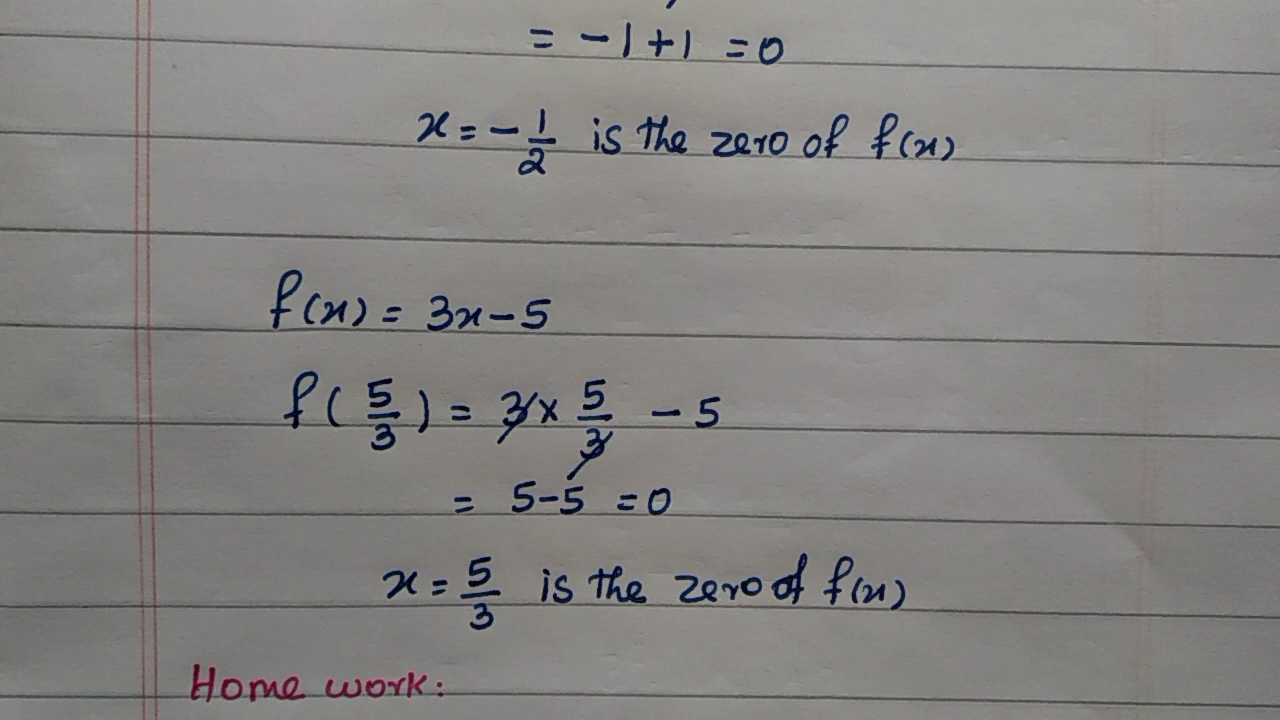 = -1+1 = 0
x = -1/2 is the zero of f(x)
f(x) = 3x-5
f(5/3) = 3 x 5/3 - 5
= 5-5 = 0
x = 5/3 is the zero of f(x)
Home work: